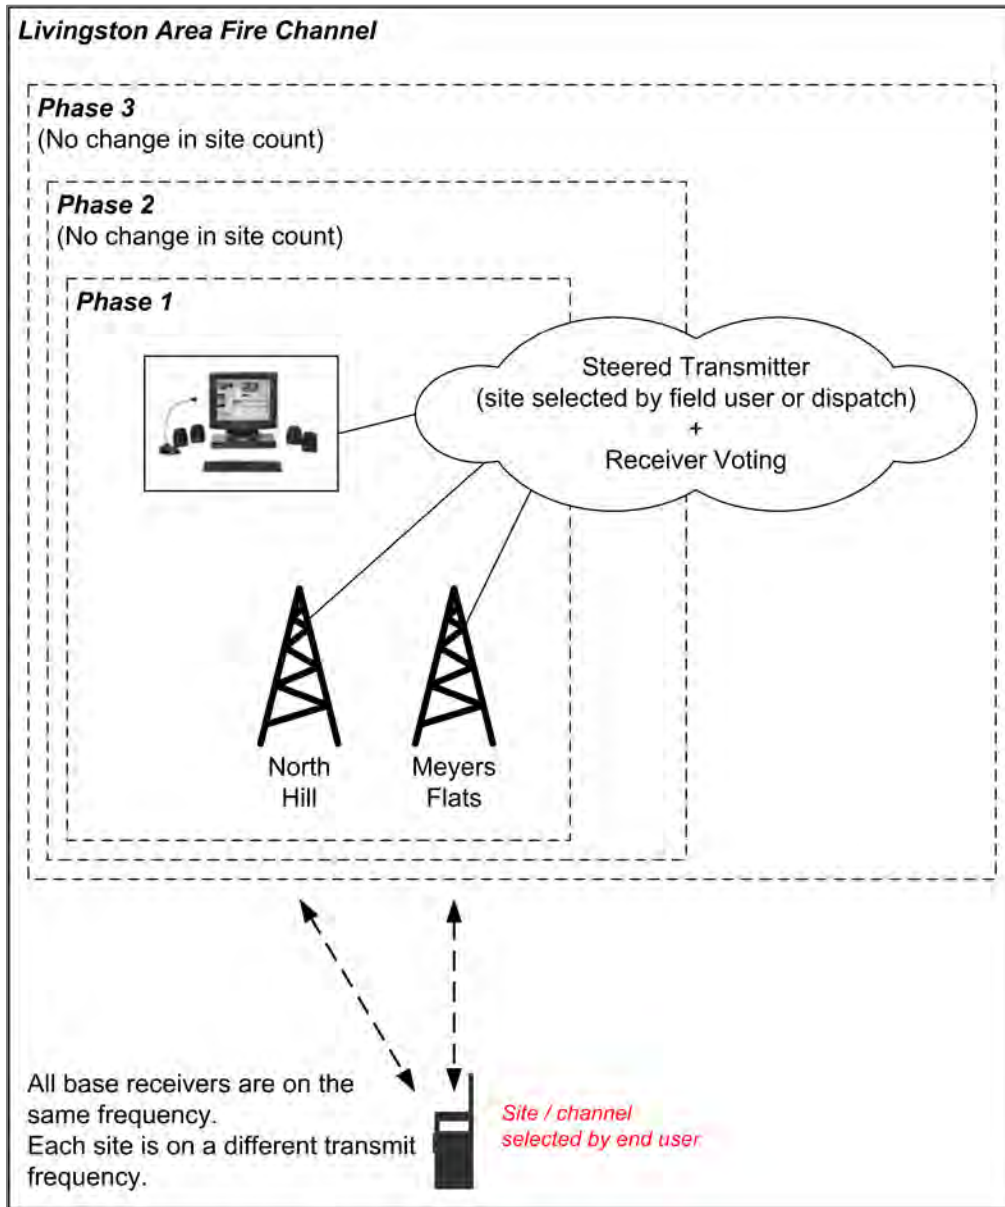 Livingston Area Fire Channel
Phase 3
(No change in site count)
Phase 2
(No change in site count)
Phase 1
Steered Transmitter
(site selected by field user or dispatch)
+
Receiver Voting
North
Hill
Meyers
Flats
All base receivers are on the
same frequency.
Each site is on a different transmit
frequency.
Site / channel
selected by end user